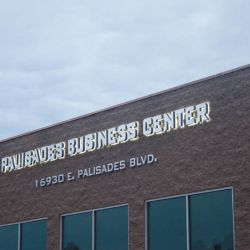 PALISADES BUSINESS CENTER
16930 E. PALISADES BLVD.